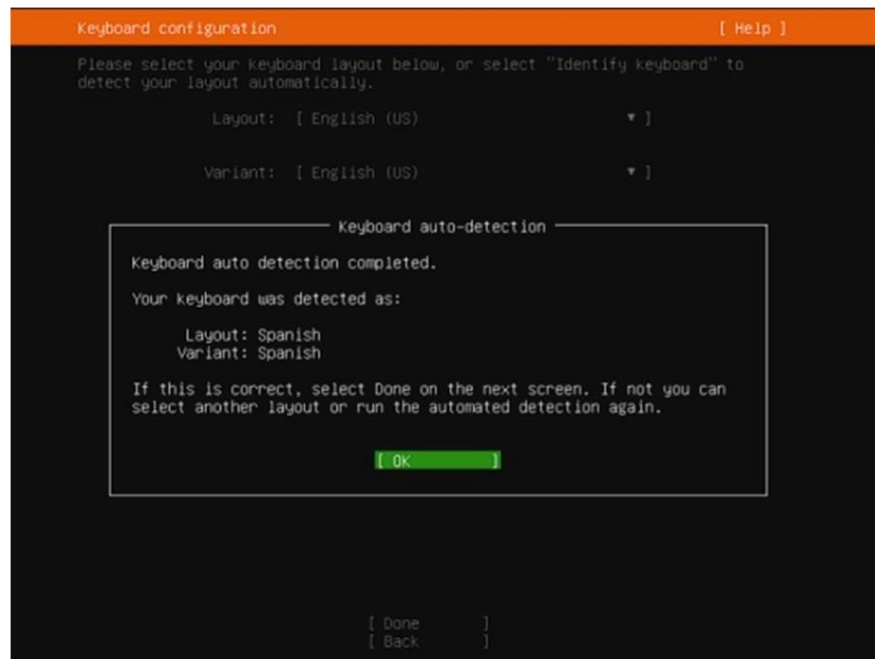 Keyboard configuration [ Help ]
Please select your keyboard layout below, or select "Identify keyboard" to
detect your layout automatically.
Layout: [ English (US) ▾ ]
Variant: [ English (US) ▾ ]
Keyboard auto-detection
Keyboard auto detection completed.
Your keyboard was detected as:
Layout: Spanish
Variant: Spanish
If this is correct, select Done on the next screen. If not you can
select another layout or run the automated detection again.
[ OK ]
[ Done ]
[ Back ]